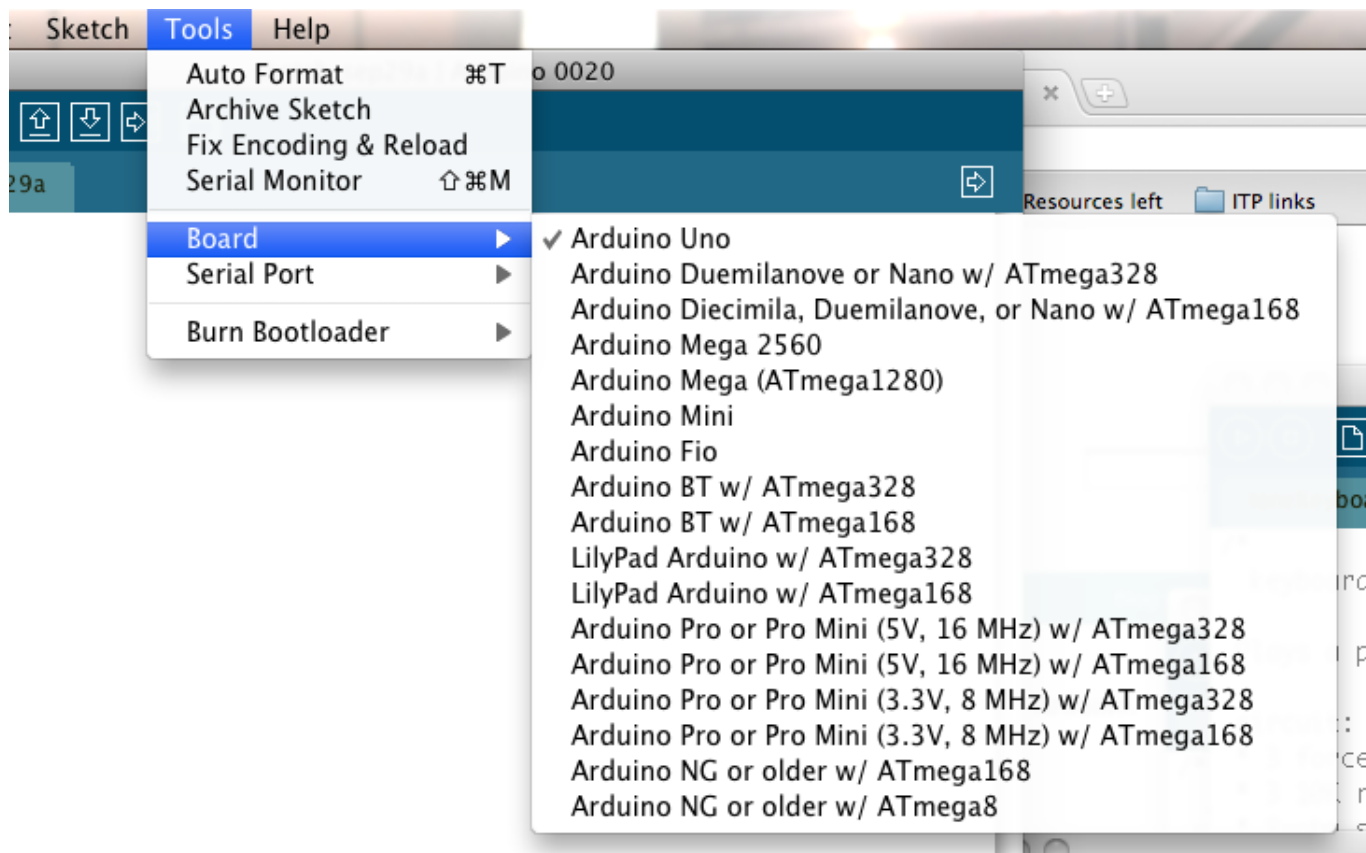 Sketch Tools Help
o 0020
Auto Format ⌘T
Archive Sketch
Fix Encoding & Reload
Serial Monitor ⇧⌘M
Board
Serial Port
Burn Bootloader
29a
Resources left ITP links
✓ Arduino Uno
Arduino Duemilanove or Nano w/ ATmega328
Arduino Diecimila, Duemilanove, or Nano w/ ATmega168
Arduino Mega 2560
Arduino Mega (ATmega1280)
Arduino Mini
Arduino Fio
Arduino BT w/ ATmega328
Arduino BT w/ ATmega168
LilyPad Arduino w/ ATmega328
LilyPad Arduino w/ ATmega168
Arduino Pro or Pro Mini (5V, 16 MHz) w/ ATmega328
Arduino Pro or Pro Mini (5V, 16 MHz) w/ ATmega168
Arduino Pro or Pro Mini (3.3V, 8 MHz) w/ ATmega328
Arduino Pro or Pro Mini (3.3V, 8 MHz) w/ ATmega168
Arduino NG or older w/ ATmega168
Arduino NG or older w/ ATmega8